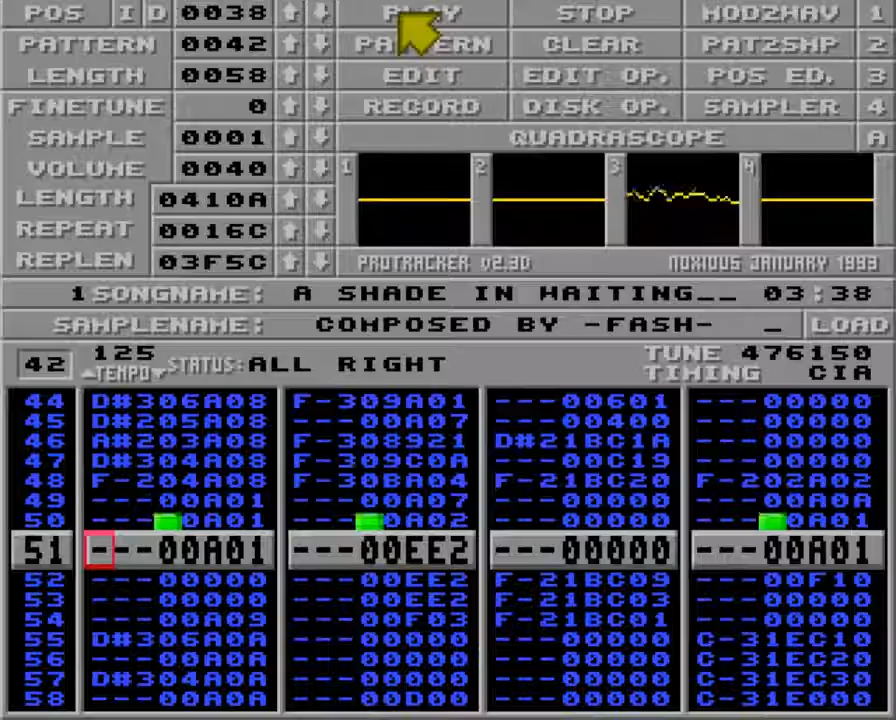 POS I D 0038 PLAY STOP MOD2WAV 1
PATTERN 0042 PATTERN CLEAR PAT2SMP 2
LENGTH 0058 EDIT EDIT OP. POS ED. 3
FINETUNE 0 RECORD DISK OP. SAMPLER 4
SAMPLE 0001 QUADRASCOPE A
VOLUME 0040 1 2 3 4
LENGTH 0410A
REPEAT 0016C
REPLEN 03F5C PROTRACKER V2.3D NOXIOUS JANUARY 1993
1 SONGNAME: A SHADE IN WAITING__ 03:38
SAMPLENAME: COMPOSED BY -FASH- _ LOAD
42 125 TEMPO STATUS: ALL RIGHT TUNE 476150
TIMING CIA
44 D#306A08 F-309A01 ---00601 ---00000
45 D#205A08 ---00A07 ---00400 ---00000
46 A#203A08 F-308921 D#21BC1A ---00000
47 D#304A08 F-309C0A ---00C19 ---00000
48 F-204A08 F-30BA04 F-21BC20 F-202A02
49 ---00A01 ---00A07 ---00000 ---00A0A
50 --- 0A01 --- 0A02 ---00000 --- 0A01
51 ---00A01 ---00EE2 ---00000 ---00A01
52 ---00000 ---00EE2 F-21BC09 ---00F10
53 ---00000 ---00EE2 F-21BC03 ---00000
54 ---00A09 ---00F03 F-21BC01 ---00000
55 D#306A0A ---00000 ---00000 C-31EC10
56 ---00A0A ---00000 ---00000 C-31EC20
57 D#304A0A ---00000 ---00000 C-31EC30
58 ---00A0A ---00D00 ---00000 C-31E000